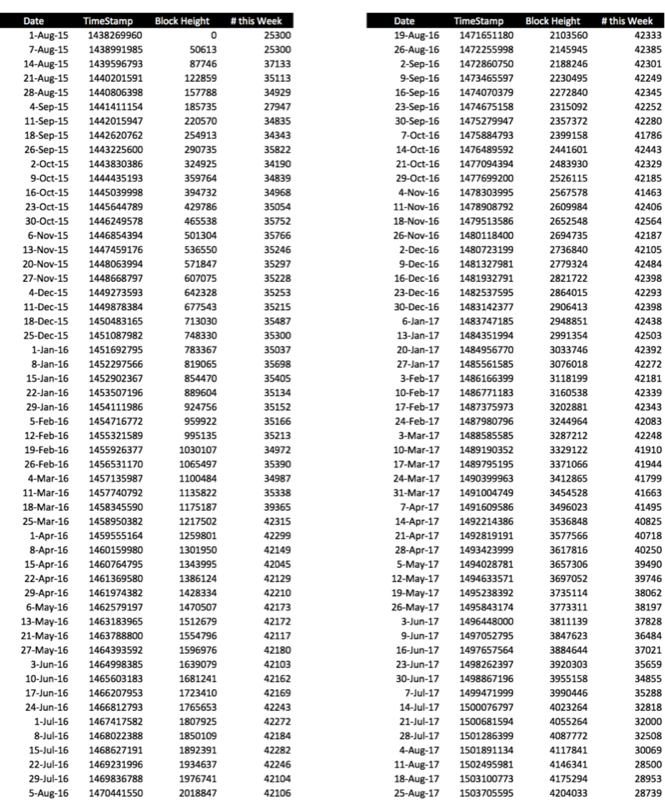 Date TimeStamp Block Height # this Week
1-Aug-15 1438269960 0 25300
7-Aug-15 1438991985 50613 25300
14-Aug-15 1439596793 87746 37133
21-Aug-15 1440201591 122859 35113
28-Aug-15 1440806398 157788 34929
4-Sep-15 1441411154 185735 27947
11-Sep-15 1442015947 220570 34835
18-Sep-15 1442620762 254913 34343
26-Sep-15 1443225600 290735 35822
2-Oct-15 1443830386 324925 34190
9-Oct-15 1444435193 359764 34839
16-Oct-15 1445039998 394732 34968
23-Oct-15 1445644789 429786 35054
30-Oct-15 1446249578 465538 35752
6-Nov-15 1446854394 501304 35766
13-Nov-15 1447459176 536550 35246
20-Nov-15 1448063994 571847 35297
27-Nov-15 1448668797 607075 35228
4-Dec-15 1449273593 642328 35253
11-Dec-15 1449878384 677543 35215
18-Dec-15 1450483165 713030 35487
25-Dec-15 1451087982 748330 35300
1-Jan-16 1451692795 783367 35037
8-Jan-16 1452297566 819065 35698
15-Jan-16 1452902367 854470 35405
22-Jan-16 1453507196 889604 35134
29-Jan-16 1454111986 924756 35152
5-Feb-16 1454716772 959922 35166
12-Feb-16 1455321589 995135 35213
19-Feb-16 1455926377 1030107 34972
26-Feb-16 1456531170 1065497 35390
4-Mar-16 1457135987 1100484 34987
11-Mar-16 1457740792 1135822 35338
18-Mar-16 1458345590 1175187 39365
25-Mar-16 1458950382 1217502 42315
1-Apr-16 1459555164 1259801 42299
8-Apr-16 1460159980 1301950 42149
15-Apr-16 1460764795 1343995 42045
22-Apr-16 1461369580 1386124 42129
29-Apr-16 1461974382 1428334 42210
6-May-16 1462579197 1470507 42173
13-May-16 1463183965 1512679 42172
21-May-16 1463788800 1554796 42117
27-May-16 1464393592 1596976 42180
3-Jun-16 1464998385 1639079 42103
10-Jun-16 1465603183 1681241 42162
17-Jun-16 1466207953 1723410 42169
24-Jun-16 1466812793 1765653 42243
1-Jul-16 1467417582 1807925 42272
8-Jul-16 1468022388 1850109 42184
15-Jul-16 1468627191 1892391 42282
22-Jul-16 1469231996 1934637 42246
29-Jul-16 1469836788 1976741 42104
5-Aug-16 1470441550 2018847 42106
Date TimeStamp Block Height # this Week
19-Aug-16 1471651180 2103560 42333
26-Aug-16 1472255998 2145945 42385
2-Sep-16 1472860750 2188246 42301
9-Sep-16 1473465597 2230495 42249
16-Sep-16 1474070379 2272840 42345
23-Sep-16 1474675158 2315092 42252
30-Sep-16 1475279947 2357372 42280
7-Oct-16 1475884793 2399158 41786
14-Oct-16 1476489592 2441601 42443
21-Oct-16 1477094394 2483930 42329
29-Oct-16 1477699200 2526115 42185
4-Nov-16 1478303995 2567578 41463
11-Nov-16 1478908792 2609984 42406
18-Nov-16 1479513586 2652548 42564
26-Nov-16 1480118400 2694735 42187
2-Dec-16 1480723199 2736840 42105
9-Dec-16 1481327981 2779324 42484
16-Dec-16 1481932791 2821722 42398
23-Dec-16 1482537595 2864015 42293
30-Dec-16 1483142377 2906413 42398
6-Jan-17 1483747185 2948851 42438
13-Jan-17 1484351994 2991354 42503
20-Jan-17 1484956770 3033746 42392
27-Jan-17 1485561585 3076018 42272
3-Feb-17 1486166399 3118199 42181
10-Feb-17 1486771183 3160538 42339
17-Feb-17 1487375973 3202881 42343
24-Feb-17 1487980796 3244964 42083
3-Mar-17 1488585585 3287212 42248
10-Mar-17 1489190352 3329122 41910
17-Mar-17 1489795195 3371066 41944
24-Mar-17 1490399963 3412865 41799
31-Mar-17 1491004749 3454528 41663
7-Apr-17 1491609586 3496023 41495
14-Apr-17 1492214386 3536848 40825
21-Apr-17 1492819191 3577566 40718
28-Apr-17 1493423999 3617816 40250
5-May-17 1494028781 3657306 39490
12-May-17 1494633571 3697052 39746
19-May-17 1495238392 3735114 38062
26-May-17 1495843174 3773311 38197
3-Jun-17 1496448000 3811139 37828
9-Jun-17 1497052795 3847623 36484
16-Jun-17 1497657564 3884644 37021
23-Jun-17 1498262397 3920303 35659
30-Jun-17 1498867196 3955158 34855
7-Jul-17 1499471999 3990446 35288
14-Jul-17 1500076797 4023264 32818
21-Jul-17 1500681594 4055264 32000
28-Jul-17 1501286399 4087772 32508
4-Aug-17 1501891134 4117841 30069
11-Aug-17 1502495981 4146341 28500
18-Aug-17 1503100773 4175294 28953
25-Aug-17 1503705595 4204033 28739